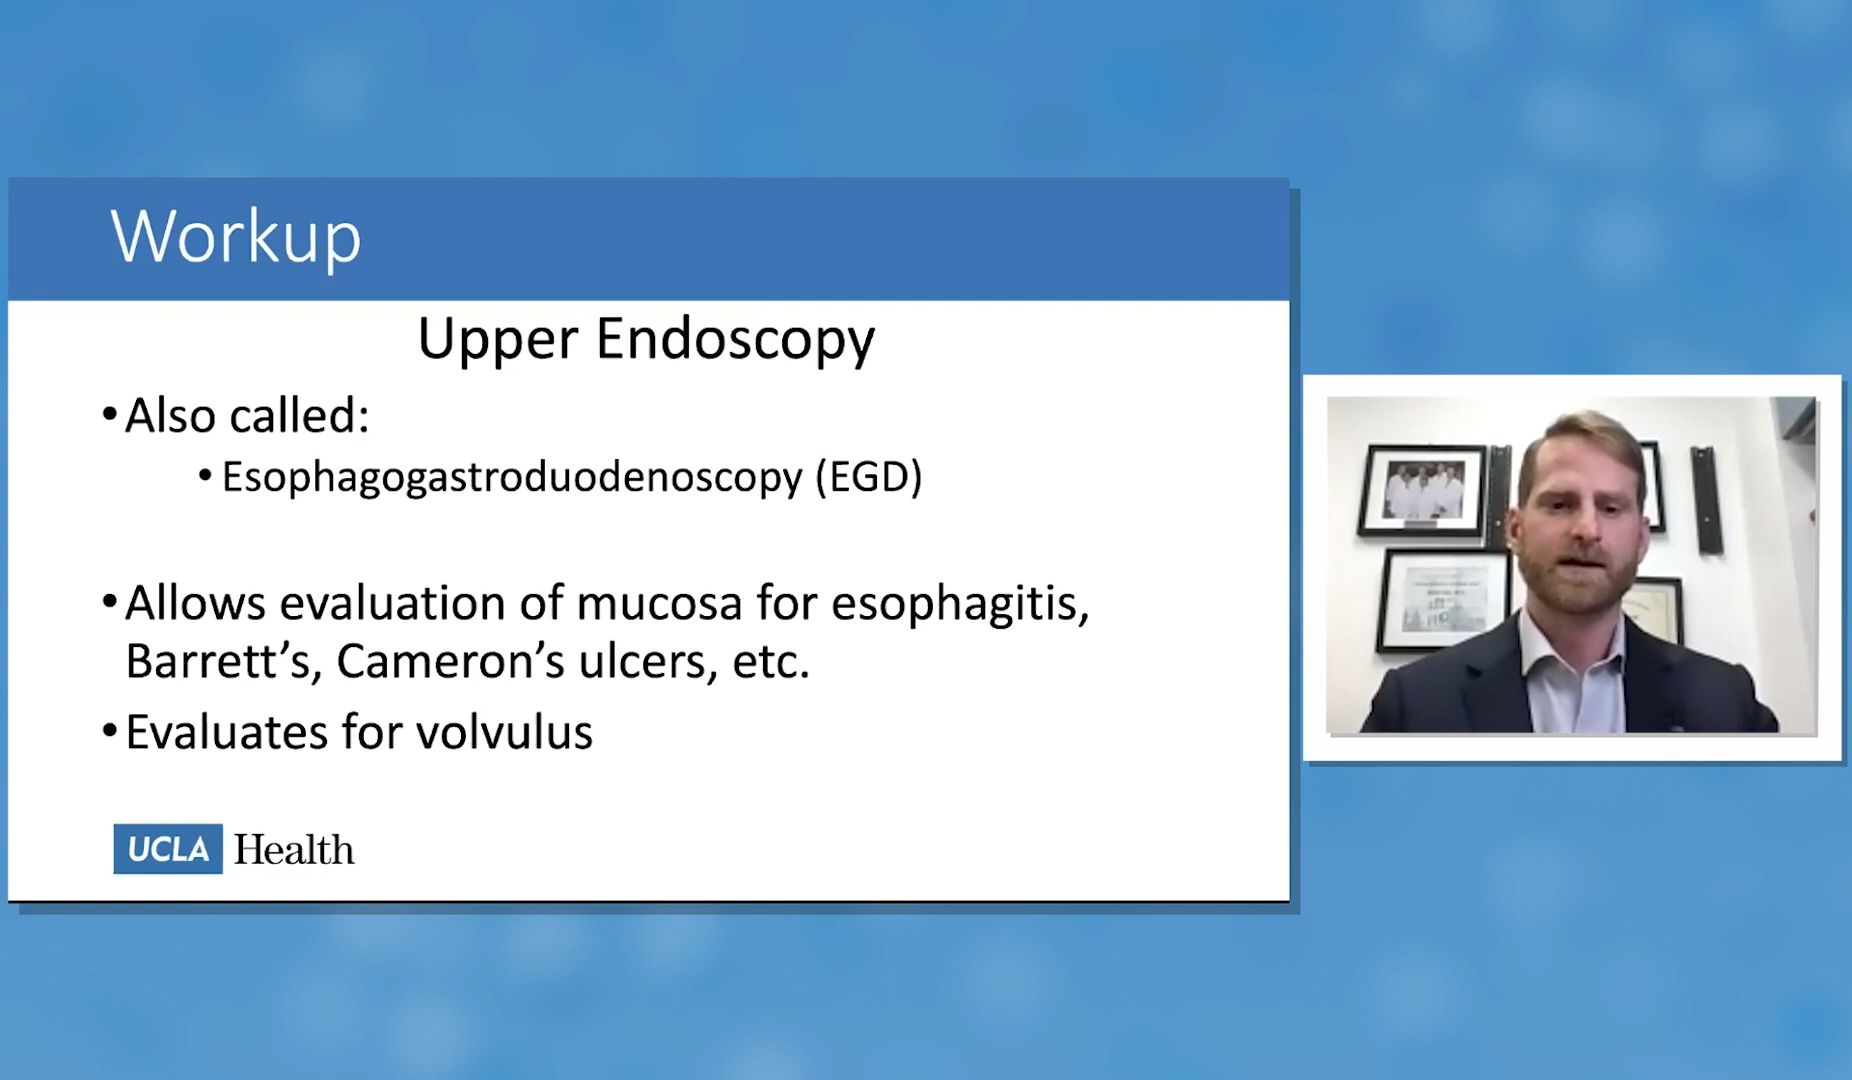 Workup
Upper Endoscopy
•Also called:
•Esophagogastroduodenoscopy (EGD)
•Allows evaluation of mucosa for esophagitis,
Barrett’s, Cameron’s ulcers, etc.
•Evaluates for volvulus
UCLA Health